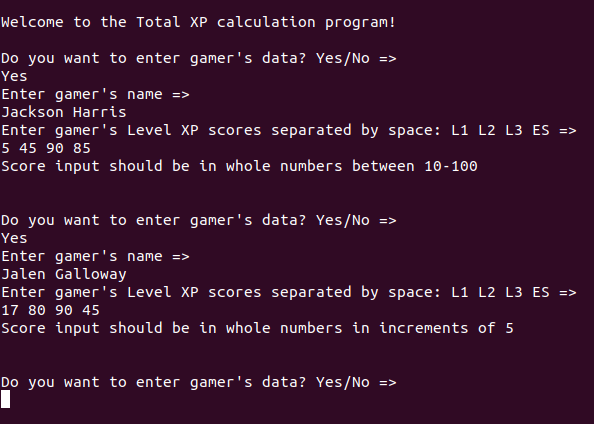 Welcome to the Total XP calculation program!
Do you want to enter gamer's data? Yes/No =>
Yes
Enter gamer's name =>
Jackson Harris
Enter gamer's Level XP scores separated by space: L1 L2 L3 ES =>
5 45 90 85
Score input should be in whole numbers between 10-100
Do you want to enter gamer's data? Yes/No =>
Yes
Enter gamer's name =>
Jalen Galloway
Enter gamer's Level XP scores separated by space: L1 L2 L3 ES =>
17 80 90 45
Score input should be in whole numbers in increments of 5
Do you want to enter gamer's data? Yes/No =>